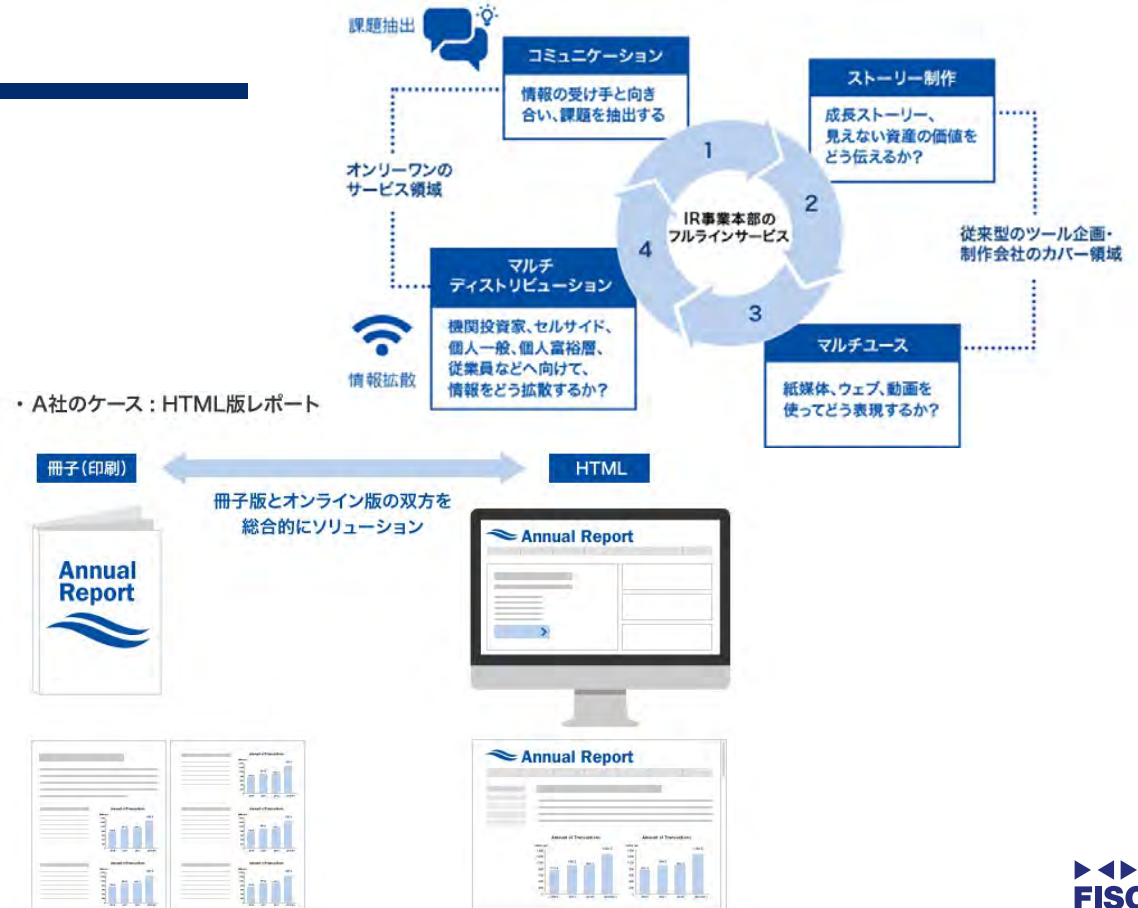 課題抽出
コミュニケーション
情報の受け手と向き
合い、課題を抽出する
ストーリー制作
成長ストーリー、
見えない資産の価値を
どう伝えるか?
オンリーワンの
サービス領域
1
2
3
4
IR事業本部の
フルラインサービス
従来型のツール企画・
制作会社のカバー領域
マルチ
ディストリビューション
機関投資家、セルサイド、
個人一般、個人富裕層、
従業員などへ向けて、
情報をどう拡散するか?
マルチユース
紙媒体、ウェブ、動画を
使ってどう表現するか?
情報拡散
・A社のケース：HTML版レポート
冊子(印刷)
HTML
冊子版とオンライン版の双方を
総合的にソリューション
Annual
Report
Annual Report
Annual Report
Amount of Transactions
Amount of Transactions